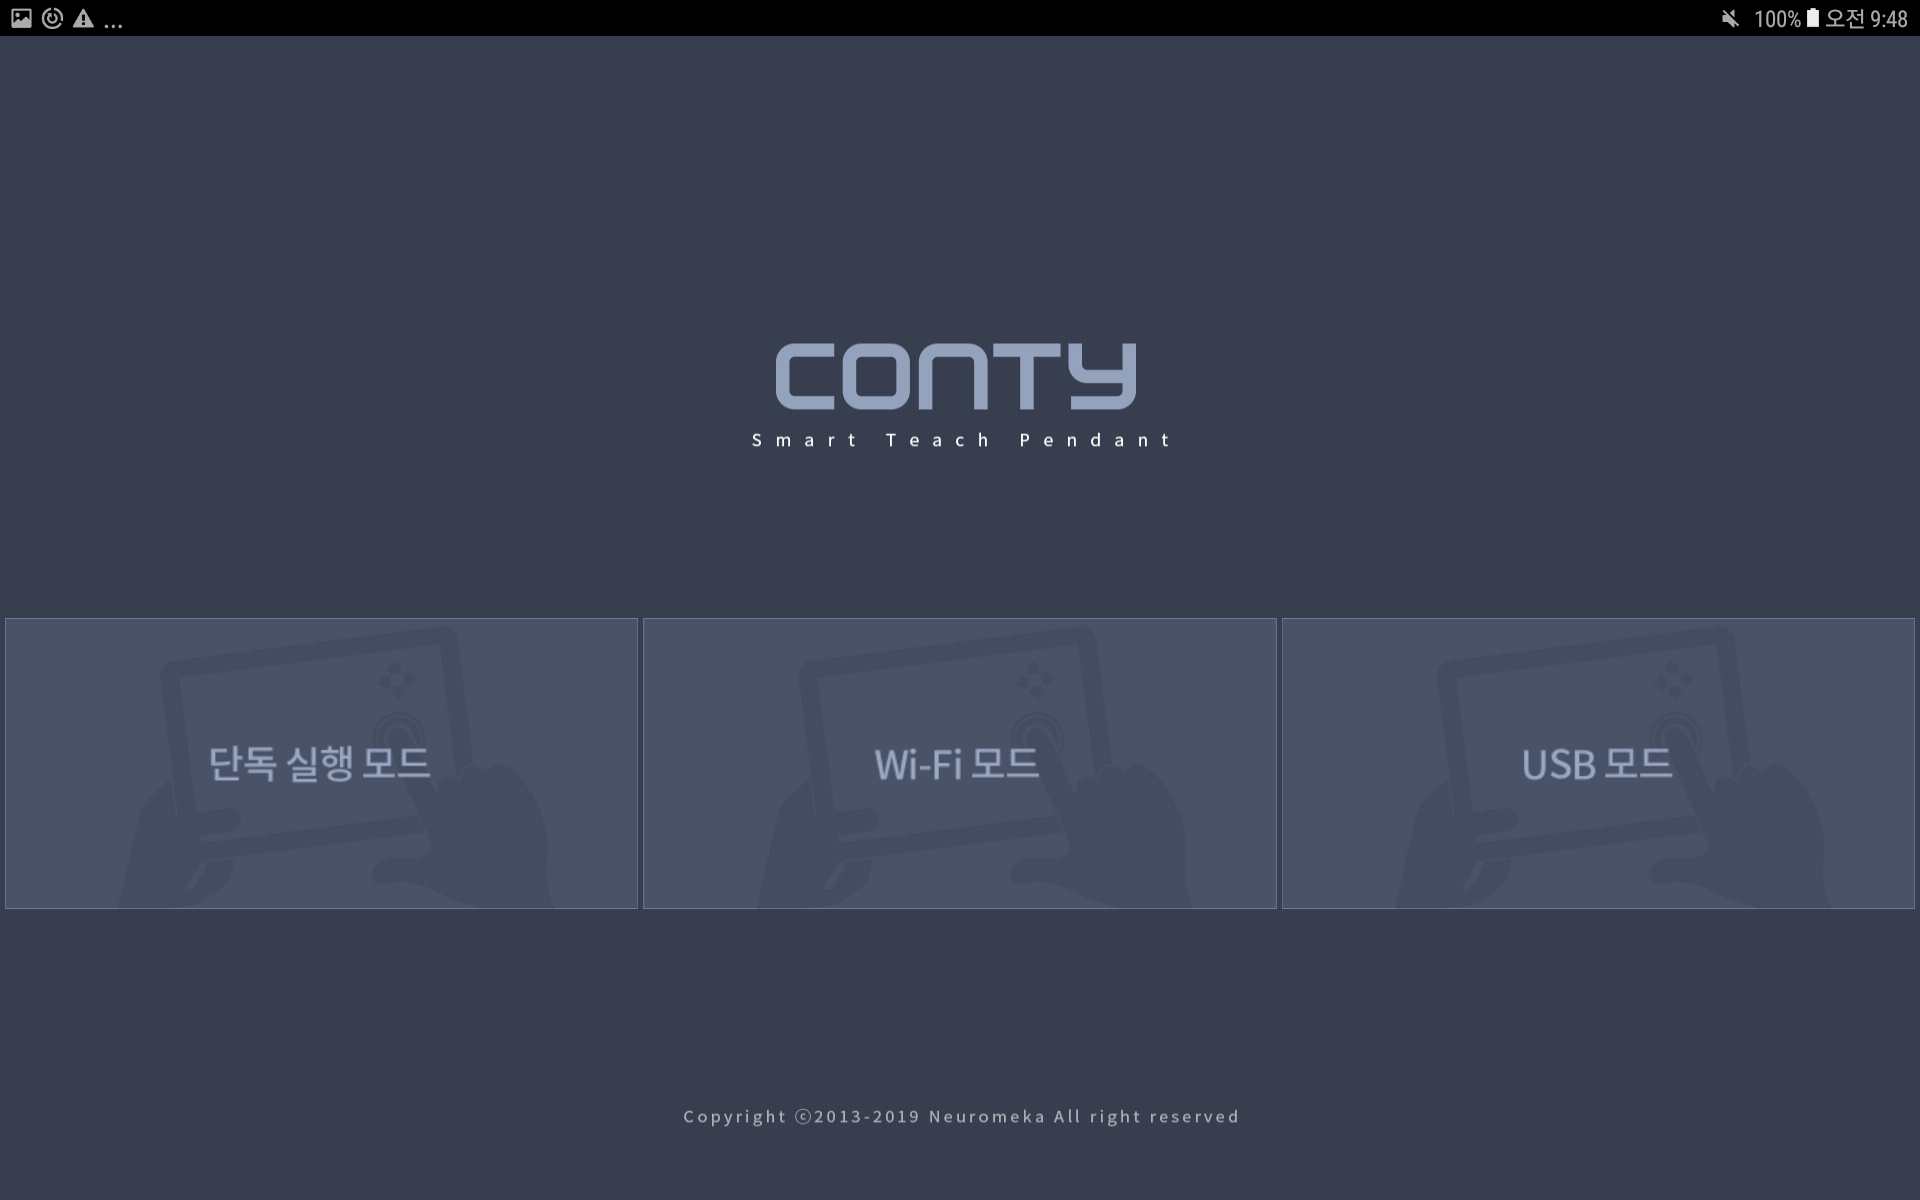 ... 100% 오전 9:48
CONTY
Smart Teach Pendant
단독 실행 모드
Wi-Fi 모드
USB 모드
Copyright ⓒ2013-2019 Neuromeka All right reserved